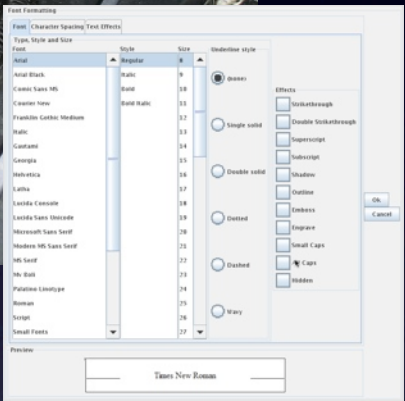 Font Formatting
Font Character Spacing Text Effects
Type, Style and Size
Font Style Size Underline style
Arial Regular 8
Arial Black Italic 9
Comic Sans MS Bold 10
Courier New Bold Italic 11
Franklin Gothic Medium 12
Italic 13
Gautami 14
Georgia 15
Helvetica 16
Latha 17
Lucida Console 18
Lucida Sans Unicode 19
Microsoft Sans Serif 20
Modern MS Sans Serif 21
MS Serif 22
Mv Boli 23
Palatino Linotype 24
Roman 25
Script 26
Small Fonts 27
(none)
Single solid
Double solid
Dotted
Dashed
Wavy
Effects
Strikethrough
Double Strikethrough
Superscript
Subscript
Shadow
Outline
Emboss
Engrave
Small Caps
Caps
Hidden
Ok
Cancel
Preview
Times New Roman